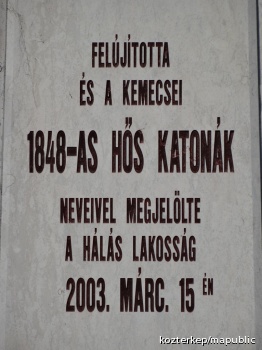 FELÚJÍTOTTA
ÉS A KEMECSEI
1848-AS HŐS KATONÁK
NEVEIVEL MEGJELÖLTE
A HÁLÁS LAKOSSÁG
2003. MÁRC. 15 ÉN
kozterkep/mapublic